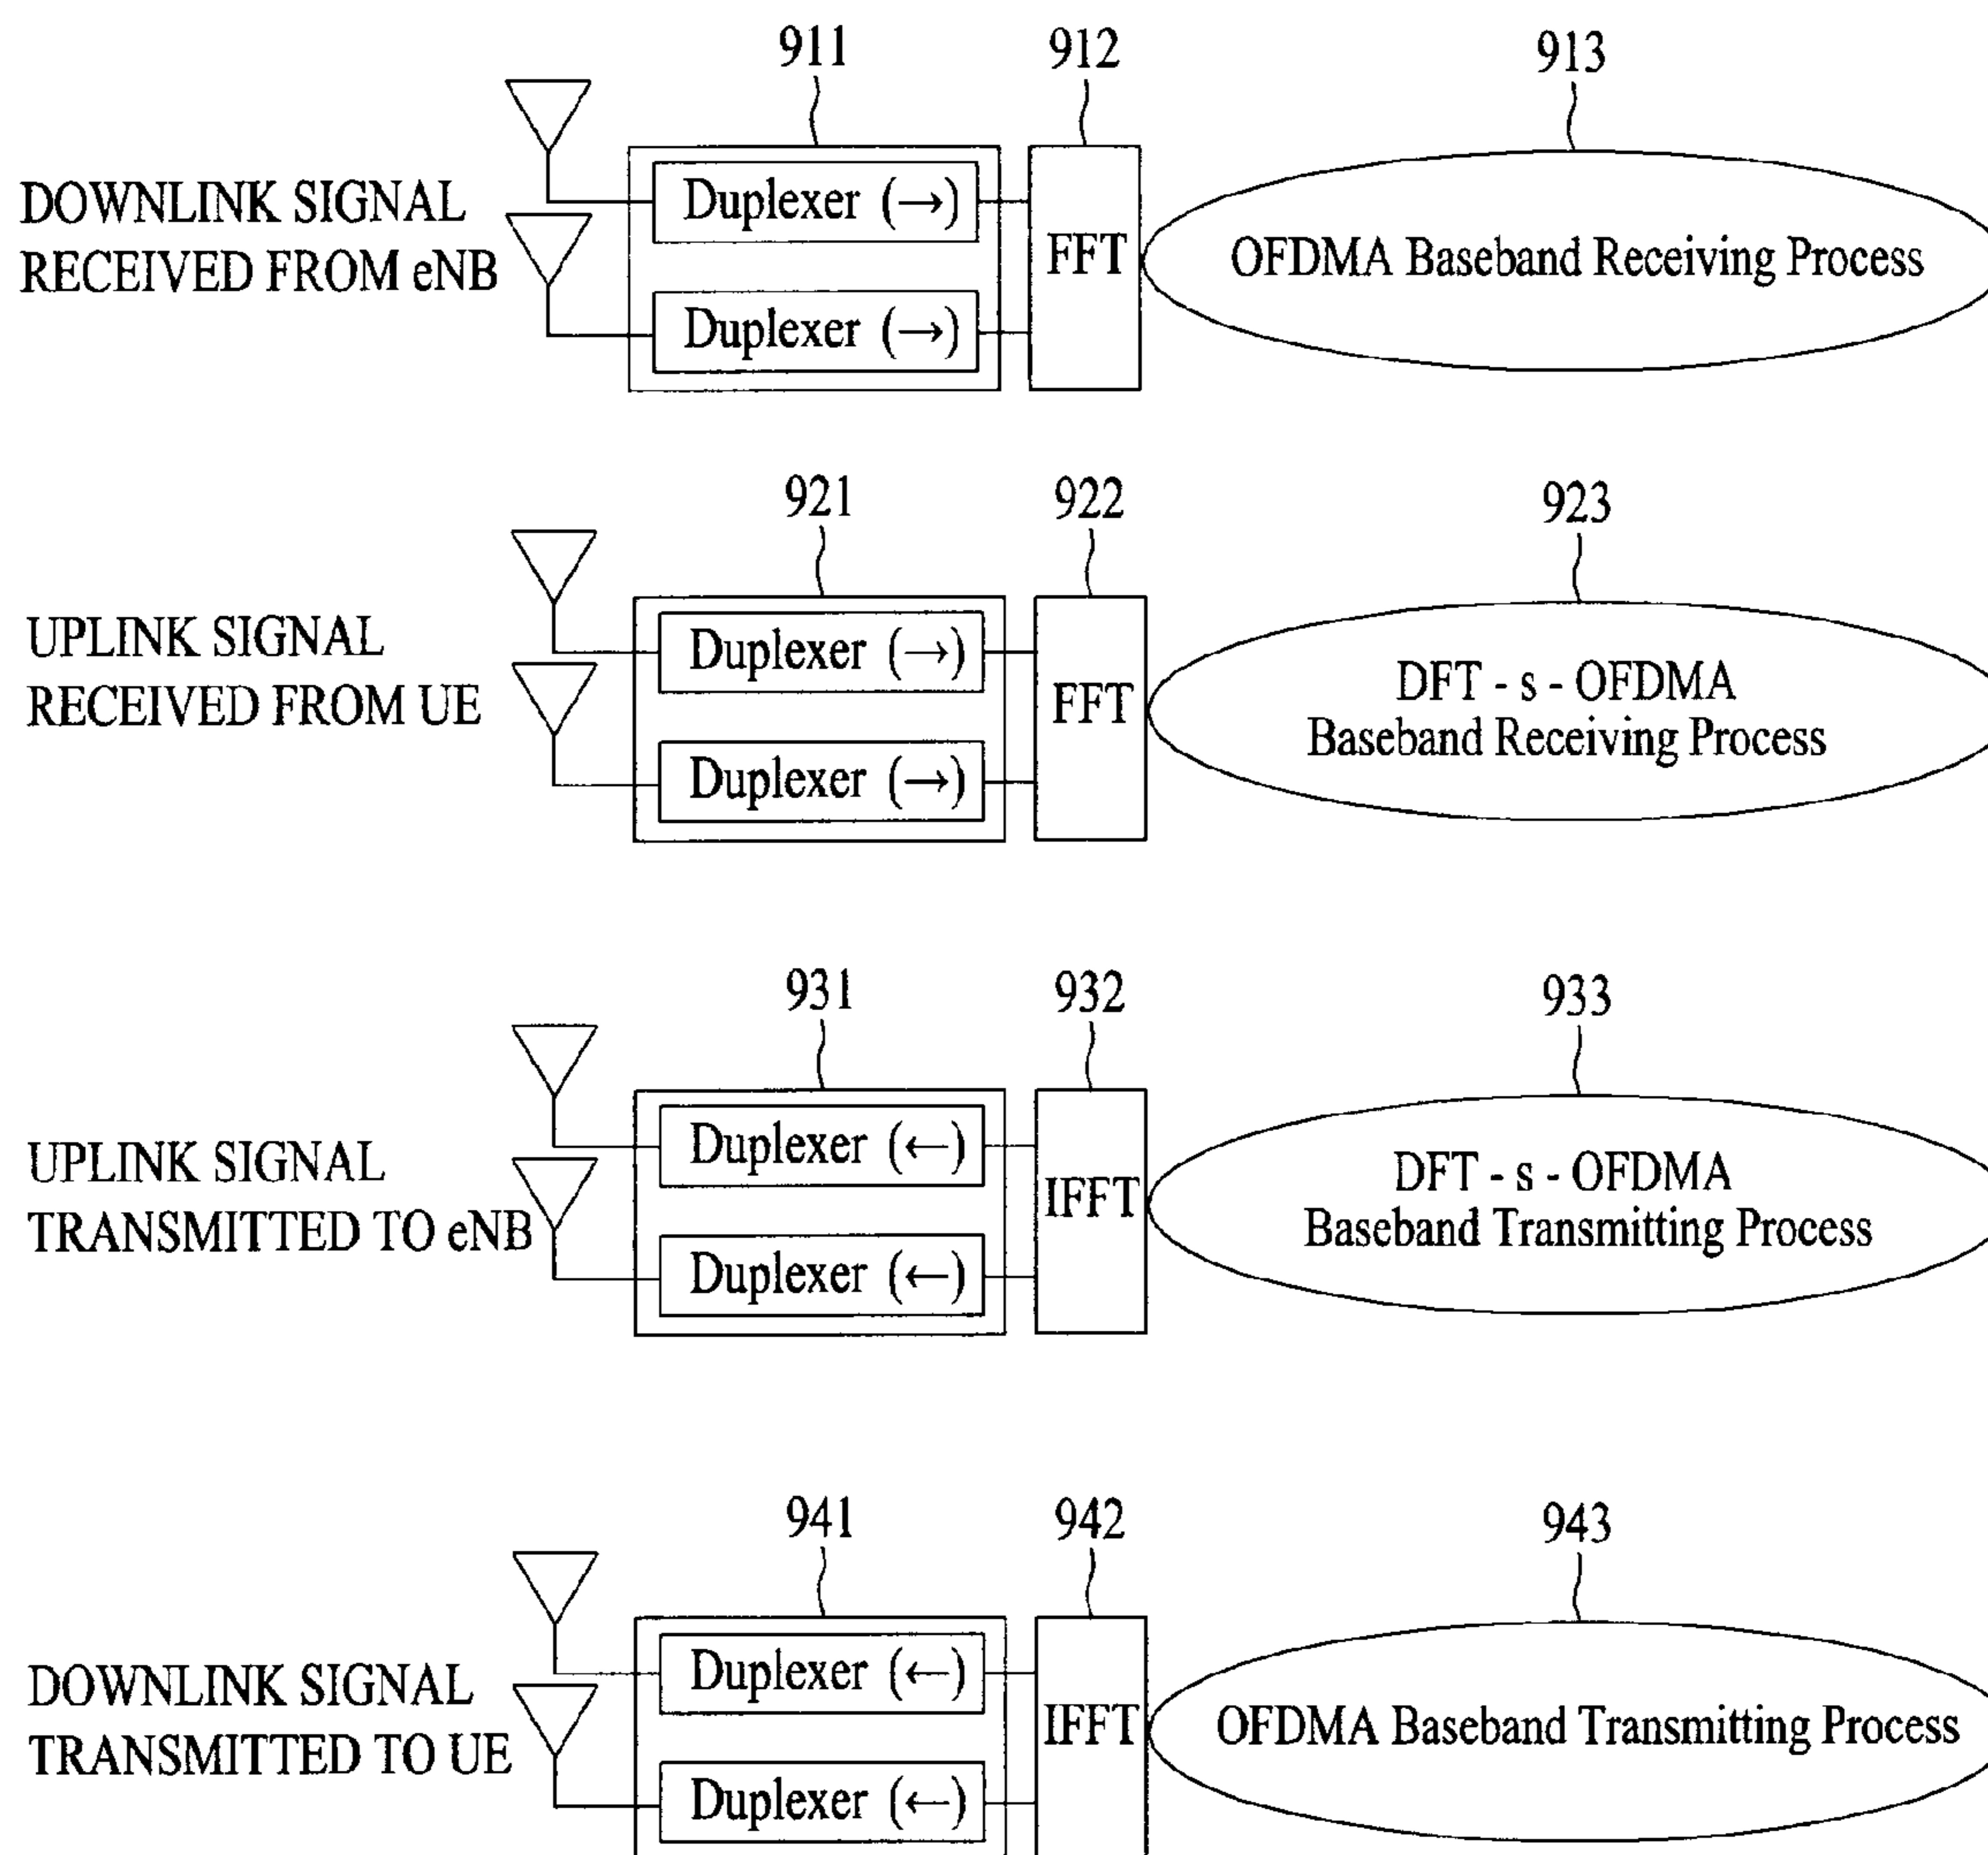 911
912
913
DOWNLINK SIGNAL
RECEIVED FROM eNB
Duplexer (→)
Duplexer (→)
FFT
OFDMA Baseband Receiving Process
921
922
923
UPLINK SIGNAL
RECEIVED FROM UE
Duplexer (→)
Duplexer (→)
FFT
DFT - s - OFDMA
Baseband Receiving Process
931
932
933
UPLINK SIGNAL
TRANSMITTED TO eNB
Duplexer (←)
Duplexer (←)
IFFT
DFT - s - OFDMA
Baseband Transmitting Process
941
942
943
DOWNLINK SIGNAL
TRANSMITTED TO UE
Duplexer (←)
Duplexer (←)
IFFT
OFDMA Baseband Transmitting Process